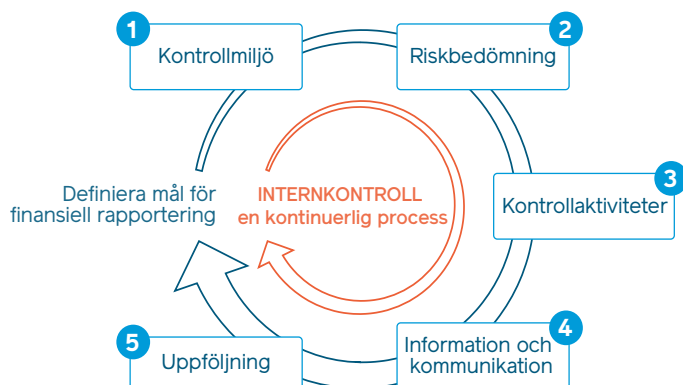 1
Kontrollmiljö
2
Riskbedömning
3
Kontrollaktiviteter
4
Information och
kommunikation
5
Uppföljning
Definiera mål för
finansiell rapportering
INTERNKONTROLL
en kontinuerlig process